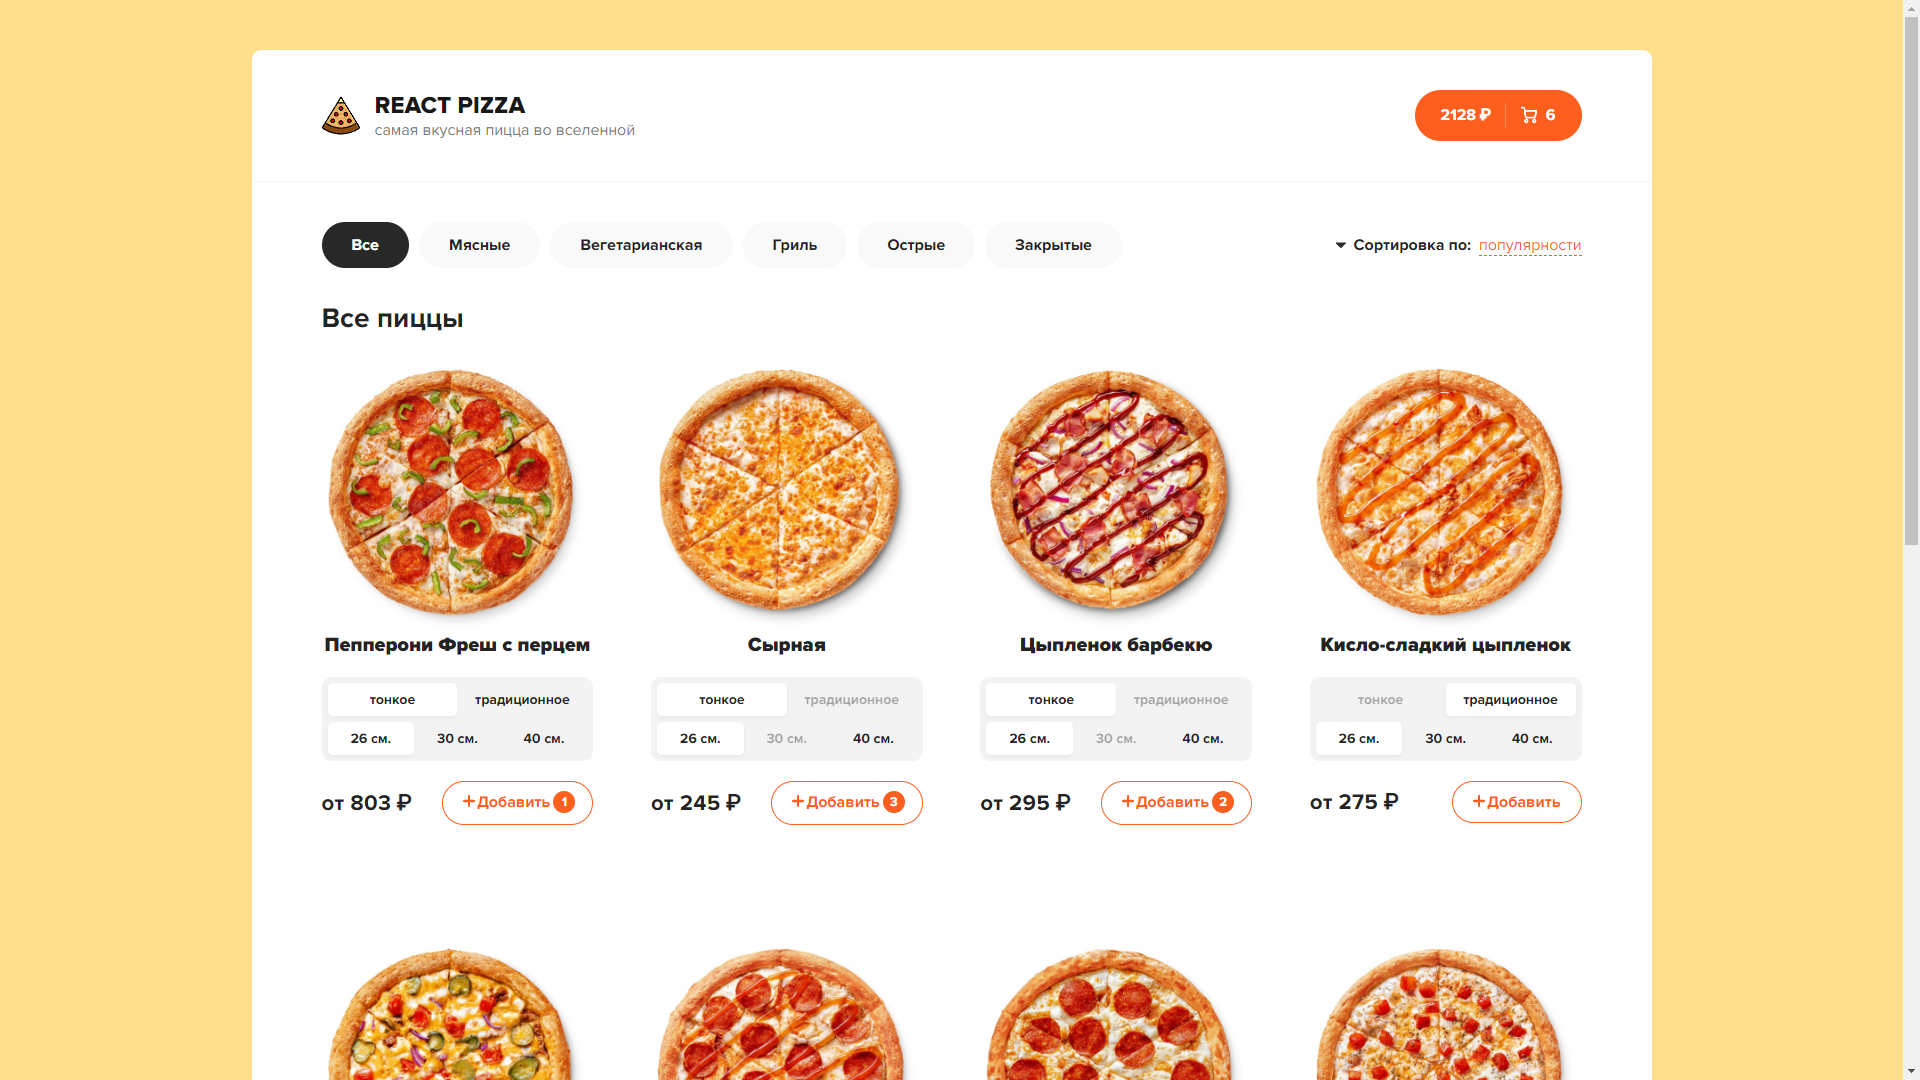 REACT PIZZA
самая вкусная пицца во вселенной
2128 ₽ 6
Все Мясные Вегетарианская Гриль Острые Закрытые
Сортировка по: популярности
Все пиццы
Пепперони Фреш с перцем
тонкое традиционное
26 см. 30 см. 40 см.
от 803 ₽ +Добавить 1
Сырная
тонкое традиционное
26 см. 30 см. 40 см.
от 245 ₽ +Добавить 3
Цыпленок барбекю
тонкое традиционное
26 см. 30 см. 40 см.
от 295 ₽ +Добавить 2
Кисло-сладкий цыпленок
тонкое традиционное
26 см. 30 см. 40 см.
от 275 ₽ +Добавить